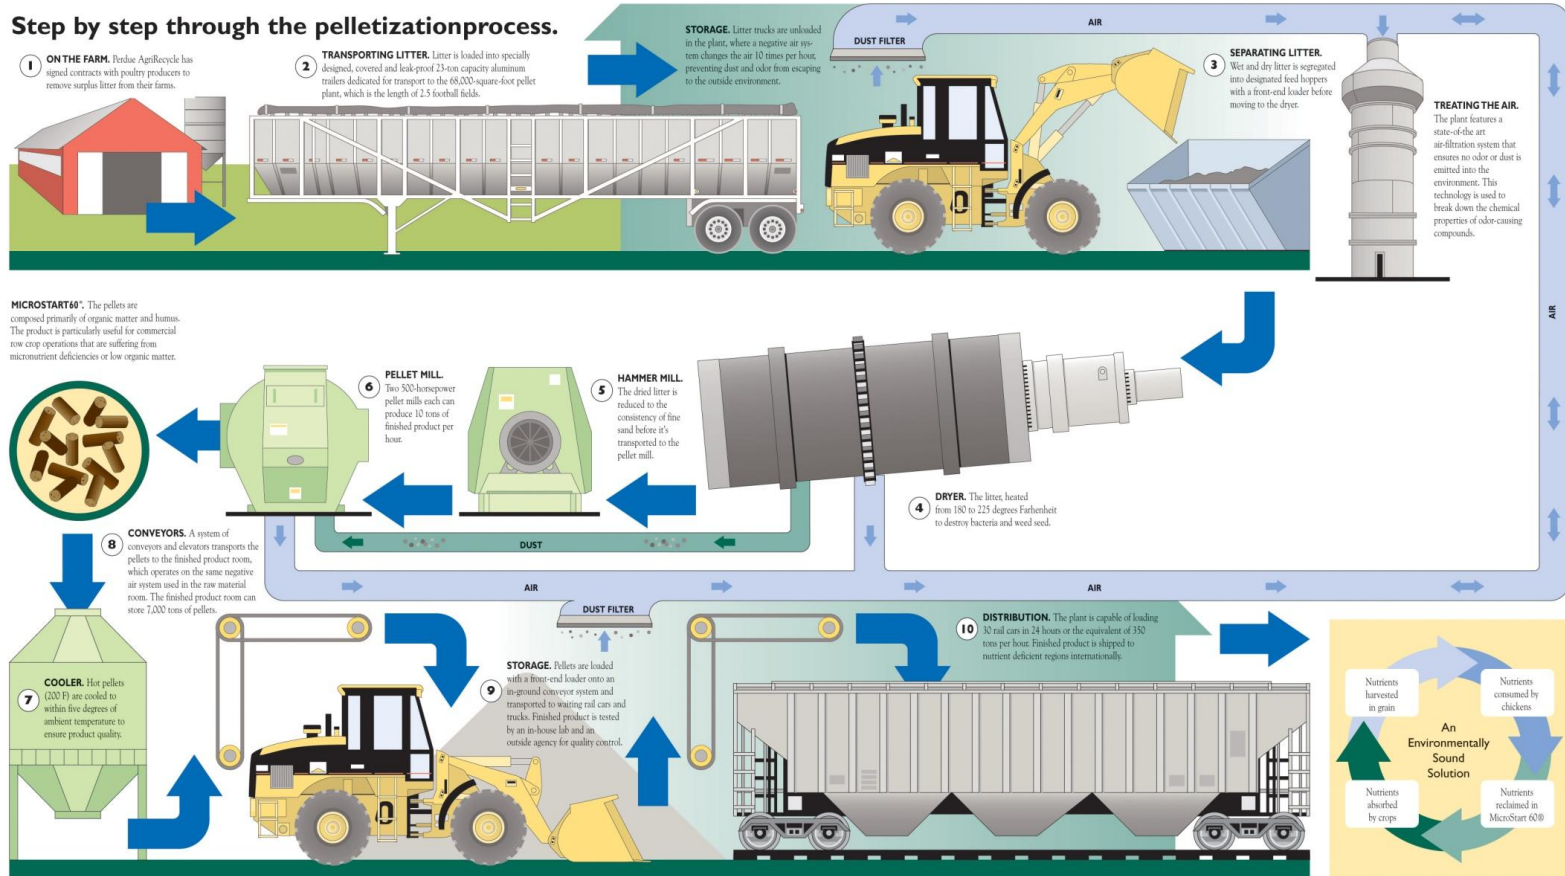 Step by step through the pelletizationprocess.
1
ON THE FARM. Perdue AgriRecycle has
signed contracts with poultry producers to
remove surplus litter from their farms.
2
TRANSPORTING LITTER. Litter is loaded into specially
designed, covered and leak-proof 23-ton capacity aluminum
trailers dedicated for transport to the 68,000-square-foot pellet
plant, which is the length of 2.5 football fields.
STORAGE. Litter trucks are unloaded
in the plant, where a negative air sys-
tem changes the air 10 times per hour,
preventing dust and odor from escaping
to the outside environment.
DUST FILTER
AIR
3
SEPARATING LITTER.
Wet and dry litter is segregated
into designated feed hoppers
with a front-end loader before
moving to the dryer.
TREATING THE AIR.
The plant features a
state-of-the art
air-filtration system that
ensures no odor or dust is
emitted into the
environment. This
technology is used to
break down the chemical
properties of odor-causing
compounds.
AIR
MICROSTART60®. The pellets are
composed primarily of organic matter and humus.
The product is particularly useful for commercial
row crop operations that are suffering from
micronutrient deficiencies or low organic matter.
6
PELLET MILL.
Two 500-horsepower
pellet mills each can
produce 10 tons of
finished product per
hour.
5
HAMMER MILL.
The dried litter is
reduced to the
consistency of fine
sand before it's
transported to the
pellet mill.
4
DRYER. The litter, heated
from 180 to 225 degrees Farhenheit
to destroy bacteria and weed seed.
DUST
8
CONVEYORS. A system of
conveyors and elevators transports the
pellets to the finished product room,
which operates on the same negative
air system used in the raw material
room. The finished product room can
store 7,000 tons of pellets.
AIR
AIR
DUST FILTER
7
COOLER. Hot pellets
(200 F) are cooled to
within five degrees of
ambient temperature to
ensure product quality.
9
STORAGE. Pellets are loaded
with a front-end loader onto an
in-ground conveyor system and
transported to waiting rail cars and
trucks. Finished product is tested
by an in-house lab and an
outside agency for quality control.
10
DISTRIBUTION. The plant is capable of loading
30 rail cars in 24 hours or the equivalent of 350
tons per hour. Finished product is shipped to
nutrient deficient regions internationally.
Nutrients
harvested
in grain
Nutrients
consumed by
chickens
An
Environmentally
Sound
Solution
Nutrients
absorbed
by crops
Nutrients
reclaimed in
MicroStart 60®